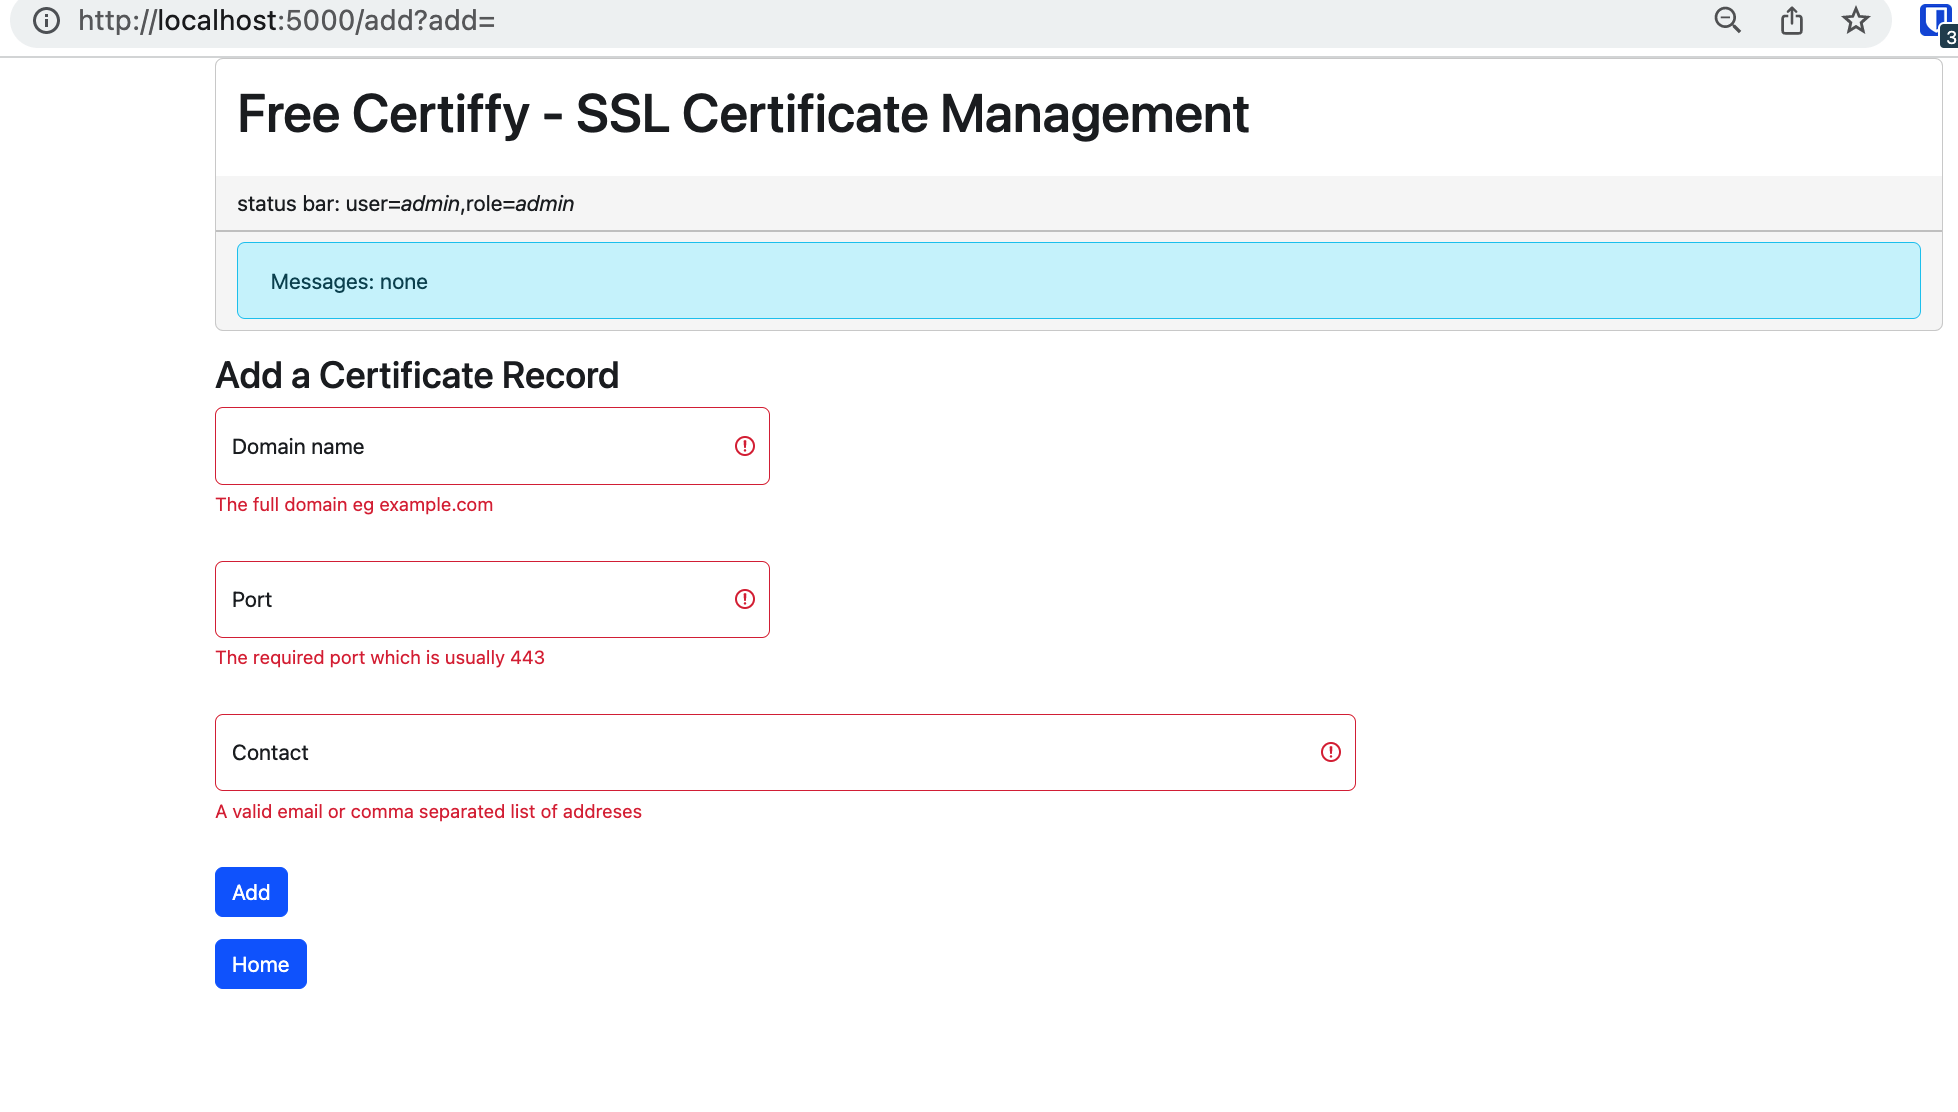 http://localhost:5000/add?add=
3
Free Certiffy - SSL Certificate Management
status bar: user=admin,role=admin
Messages: none
Add a Certificate Record
Domain name
The full domain eg example.com
Port
The required port which is usually 443
Contact
A valid email or comma separated list of addreses
Add
Home